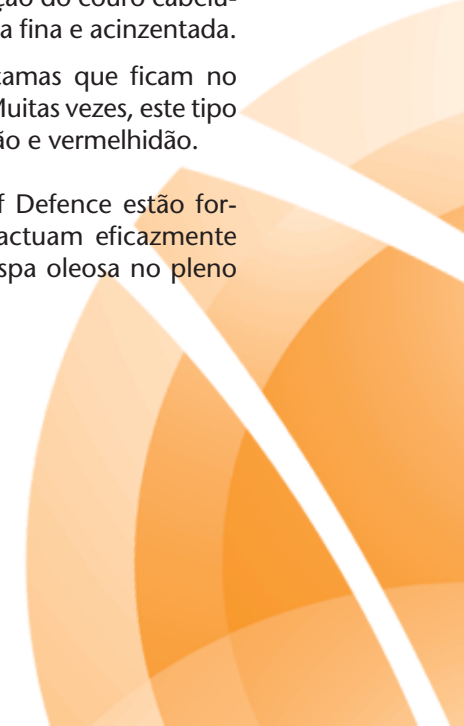 ção do couro cabelu-
a fina e acinzentada.
camas que ficam no
Muitas vezes, este tipo
ão e vermelhidão.
f Defence estão for-
actuam eficazmente
spa oleosa no pleno